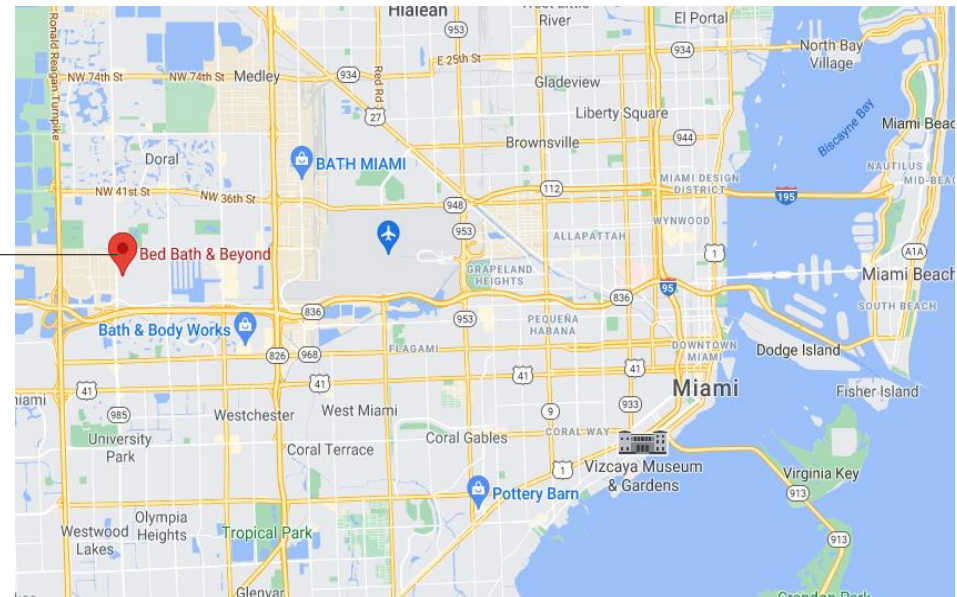 Hialeah
West Little
River
El Portal
953
934
North Bay
Village
E 25th St
NW 74th St
NW 74th St
Medley
934
Red Rd
Gladeview
Ronald Reagan Turnpike
27
Liberty Square
Biscayne Bay
Miami Beac
944
Brownsville
Doral
BATH MIAMI
NAUTILUS
MID-BEAC
MIAMI DESIGN
DISTRICT
112
195
NW 41st St
NW 36th St
948
WYNWOOD
953
ALLAPATTAH
1
A1A
Bed Bath & Beyond
GRAPELAND
HEIGHTS
Miami Beach
95
836
836
SOUTH BEACH
953
PEQUEÑA
HABANA
Bath & Body Works
FLAGAMI
DOWNTOWN
MIAMI
Dodge Island
826
968
41
41
41
41
Miami
Fisher Island
iami
985
Westchester
West Miami
9
933
University
Park
Coral Gables
CORAL WAY
Coral Terrace
1
Vizcaya Museum
& Gardens
Virginia Key
Pottery Barn
913
Olympia
Heights
Westwood
Lakes
Tropical Park
913
Glenvar
Crandon Park